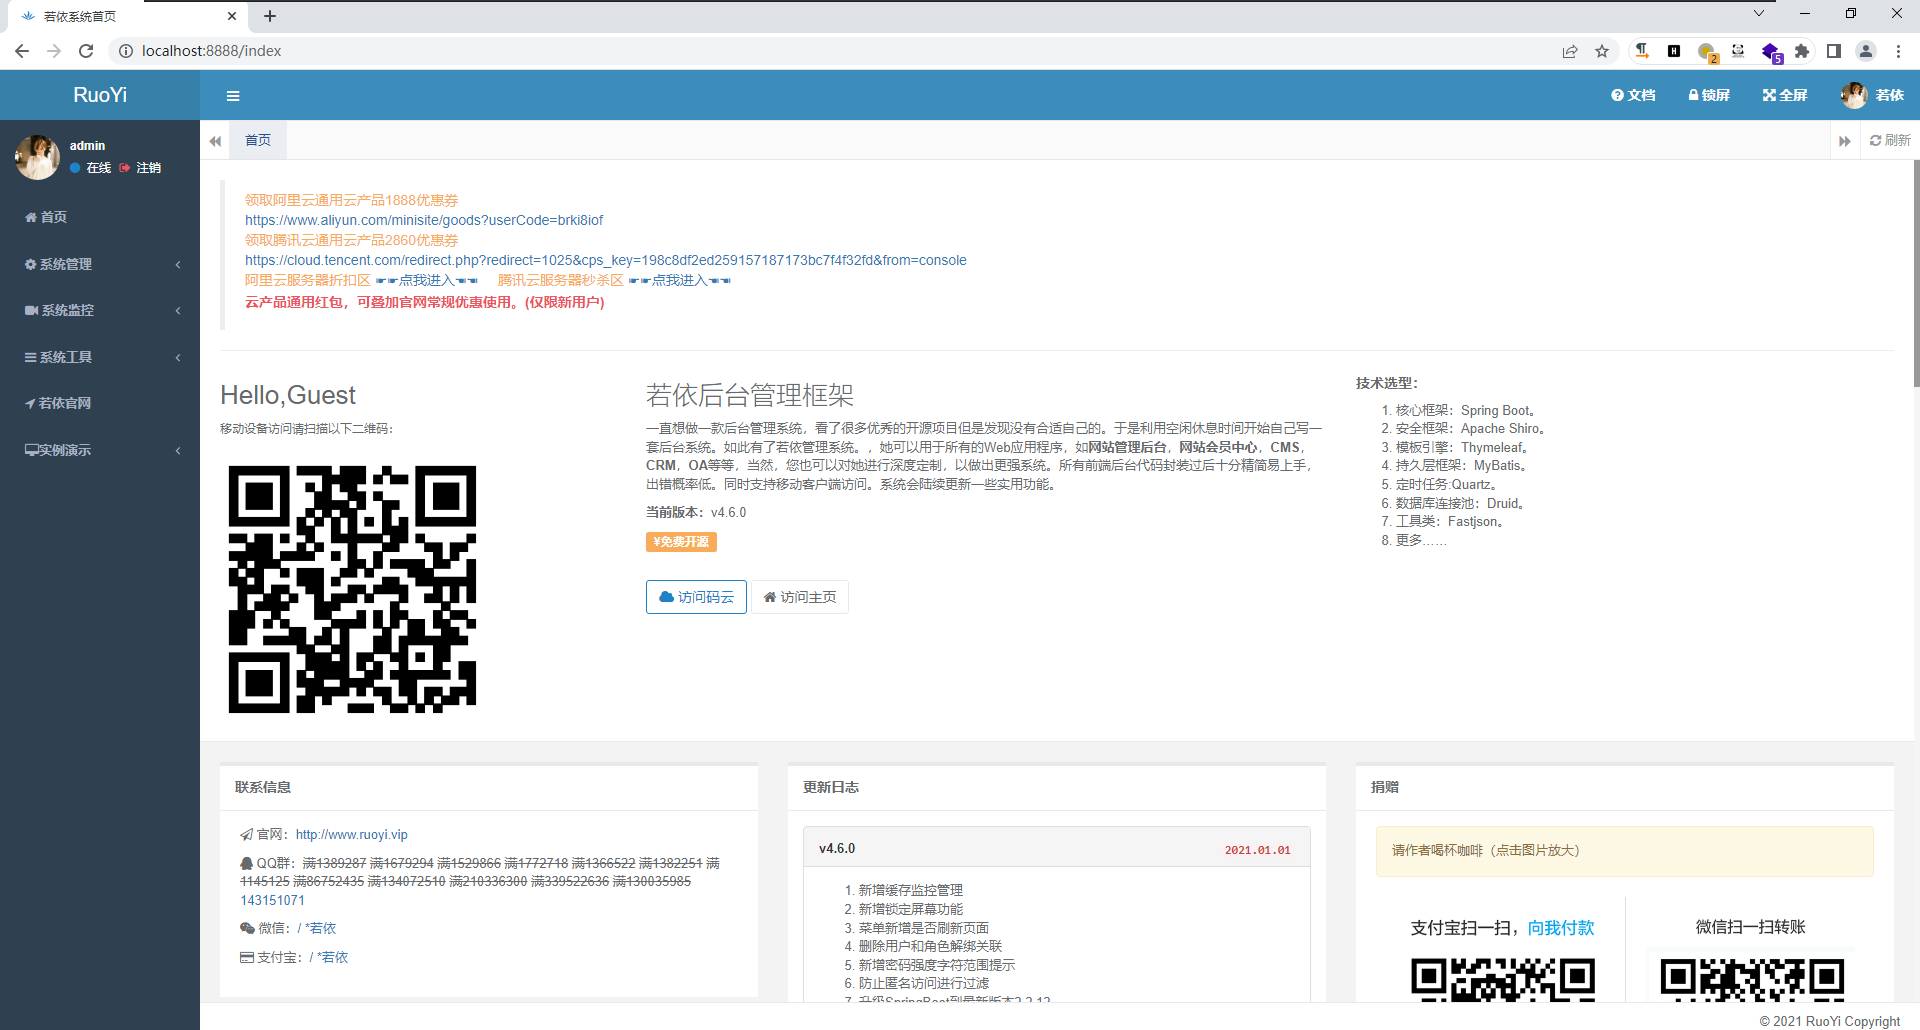 若依系统首页
localhost:8888/index
2
5
RuoYi
文档
锁屏
全屏
若依
admin
在线
注销
首页
刷新
首页
系统管理
系统监控
系统工具
若依官网
实例演示
领取阿里云通用云产品1888优惠券
https://www.aliyun.com/minisite/goods?userCode=brki8iof
领取腾讯云通用云产品2860优惠券
https://cloud.tencent.com/redirect.php?redirect=1025&cps_key=198c8df2ed259157187173bc7f4f32fd&from=console
阿里云服务器折扣区 ☛☛点我进入☚☚ 腾讯云服务器秒杀区 ☛☛点我进入☚☚
云产品通用红包，可叠加官网常规优惠使用。(仅限新用户)
Hello,Guest
移动设备访问请扫描以下二维码：
若依后台管理框架
一直想做一款后台管理系统，看了很多优秀的开源项目但是发现没有合适自己的。于是利用空闲休息时间开始自己写一
套后台系统。如此有了若依管理系统。，她可以用于所有的Web应用程序，如网站管理后台，网站会员中心，CMS，
CRM，OA等等，当然，您也可以对她进行深度定制，以做出更强系统。所有前端后台代码封装过后十分精简易上手，
出错概率低。同时支持移动客户端访问。系统会陆续更新一些实用功能。
当前版本：v4.6.0
¥免费开源
访问码云
访问主页
技术选型：
1. 核心框架：Spring Boot。
2. 安全框架：Apache Shiro。
3. 模板引擎：Thymeleaf。
4. 持久层框架：MyBatis。
5. 定时任务:Quartz。
6. 数据库连接池：Druid。
7. 工具类：Fastjson。
8. 更多……
联系信息
官网：http://www.ruoyi.vip
QQ群：满1389287 满1679294 满1529866 满1772718 满1366522 满1382251 满
1145125 满86752435 满134072510 满210336300 满339522636 满130035985
143151071
微信：/ *若依
支付宝：/ *若依
更新日志
v4.6.0
2021.01.01
1. 新增缓存监控管理
2. 新增锁定屏幕功能
3. 菜单新增是否刷新页面
4. 删除用户和角色解绑关联
5. 新增密码强度字符范围提示
6. 防止匿名访问进行过滤
7. 升级SpringBoot到最新版本2.2.12
捐赠
请作者喝杯咖啡（点击图片放大）
支付宝扫一扫，向我付款
微信扫一扫转账
© 2021 RuoYi Copyright